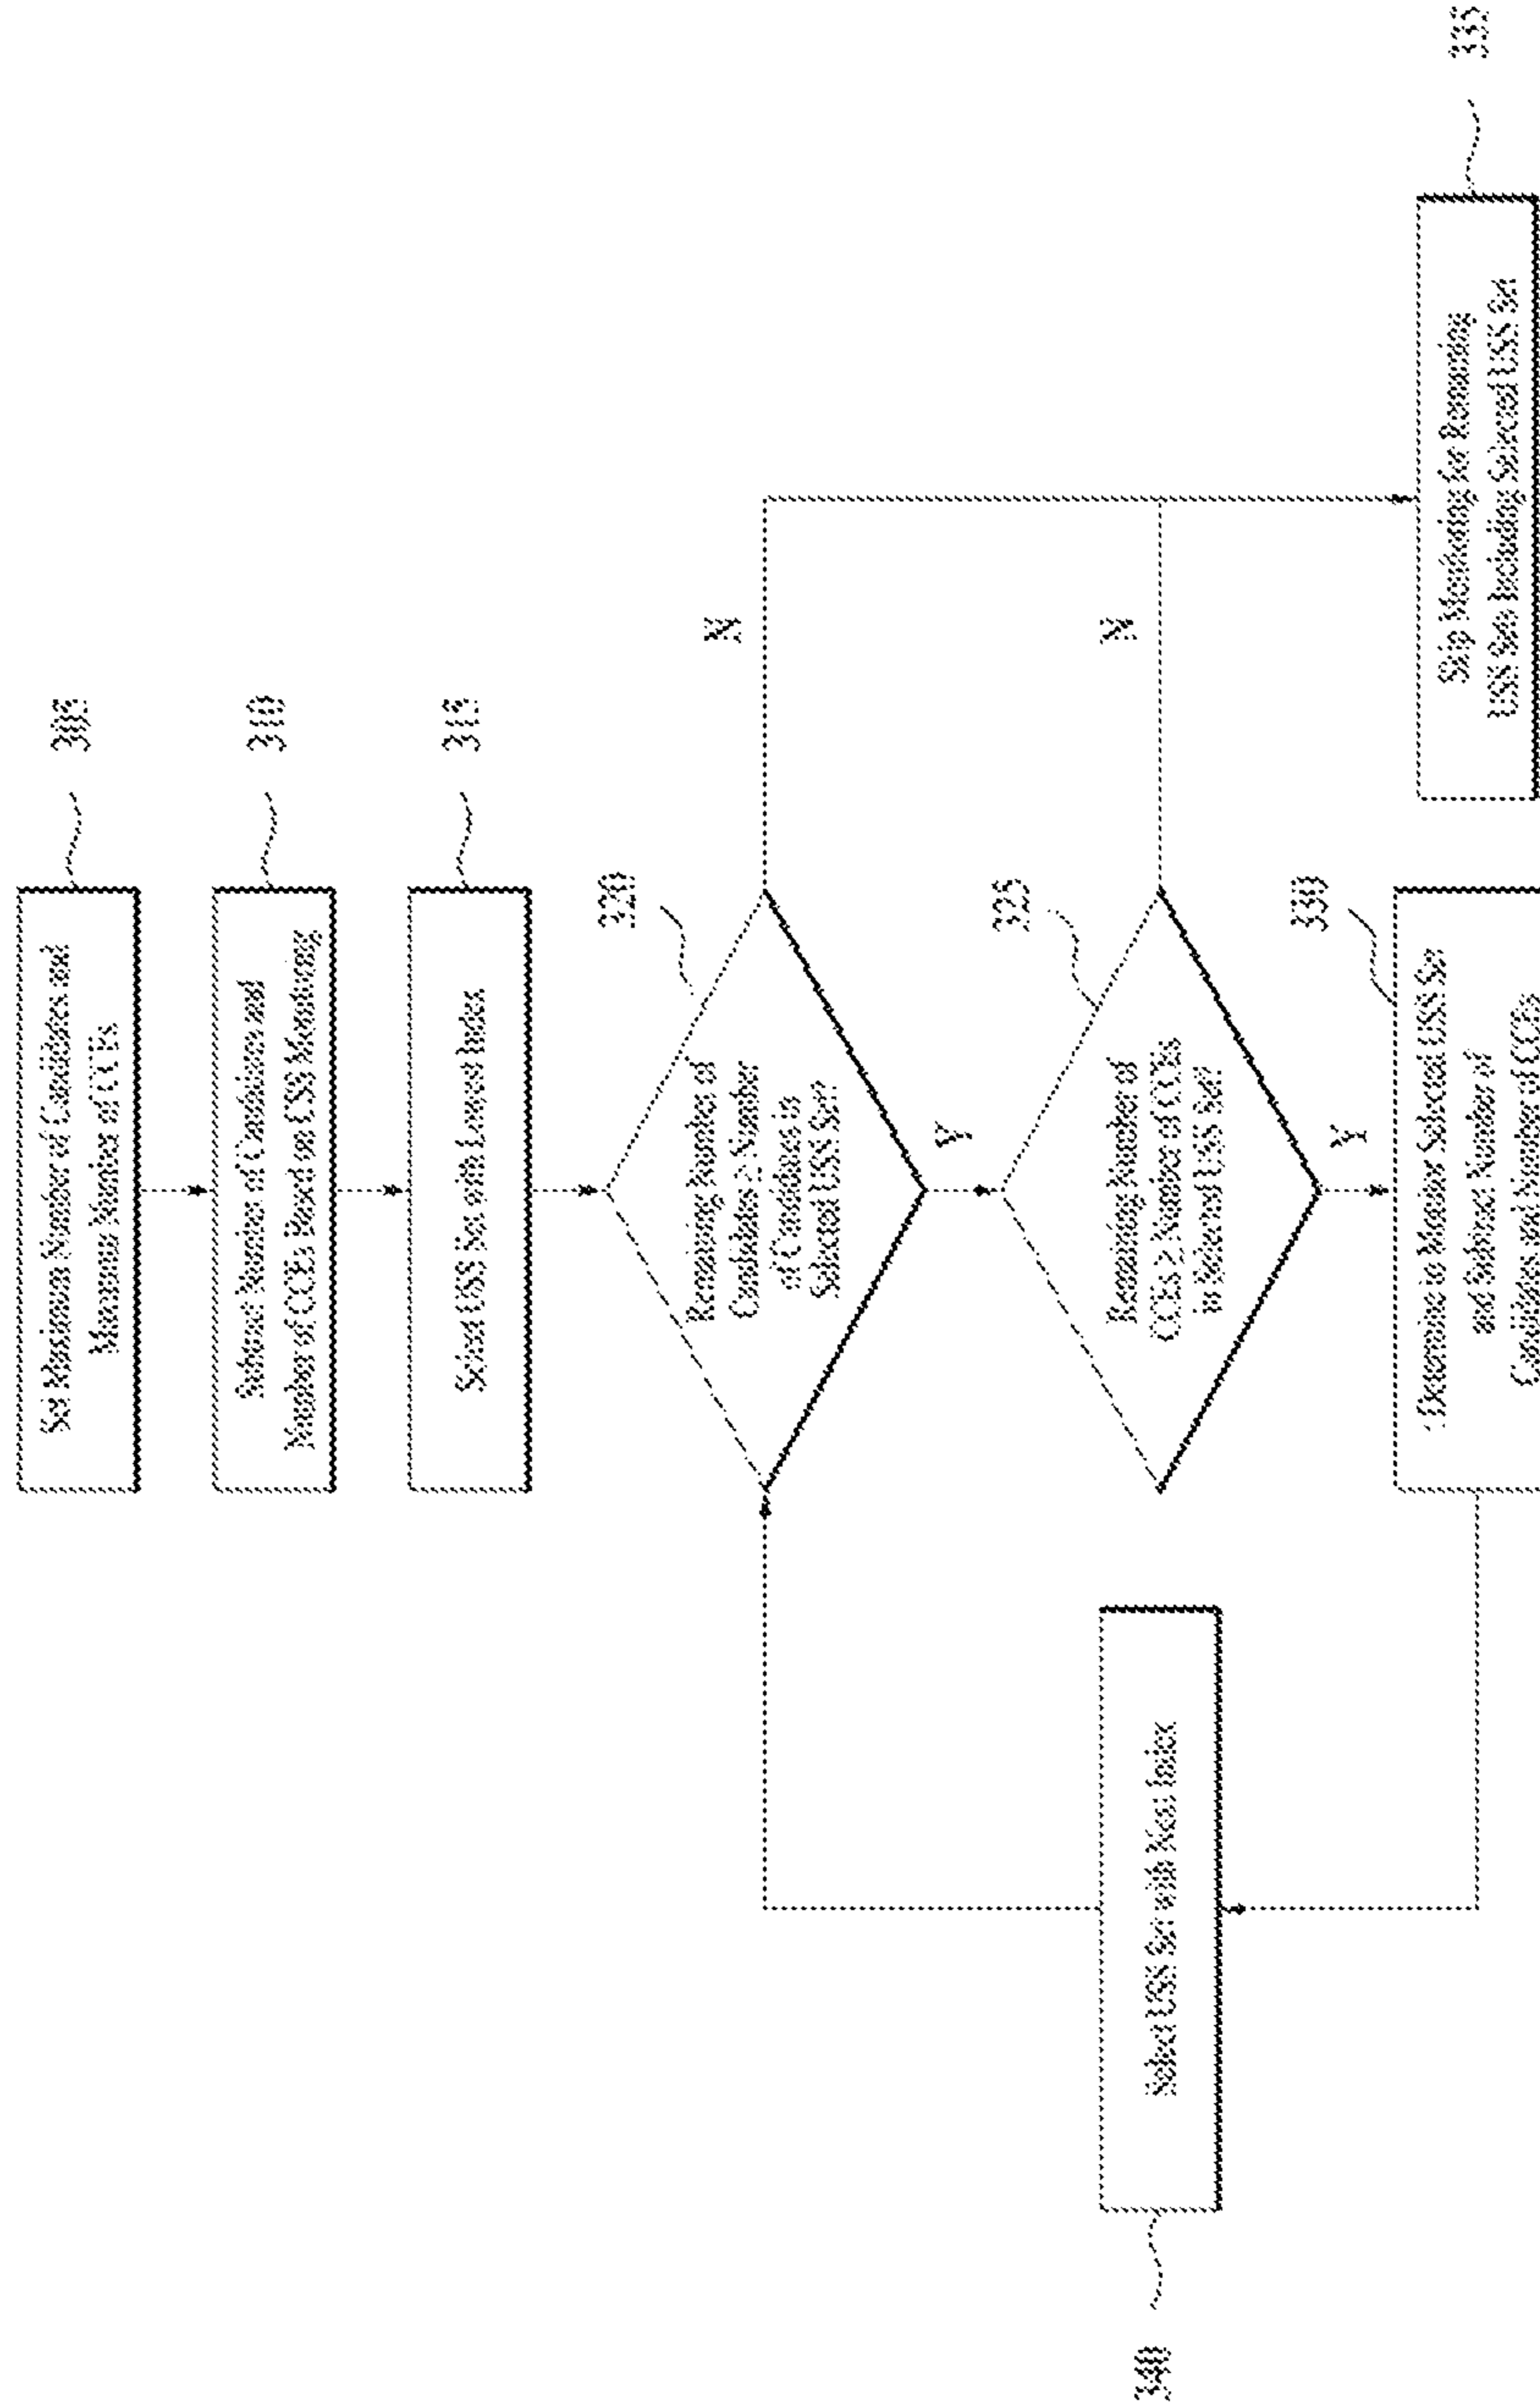 Set Maximum Number of Candidates and
Maximum Number of CCEs
305
Subtract Number of Candidates and
Number of CCEs Based on CSS Monitoring
310
Select USS Set with Lowest Index
315
320
Remaining Number of
Candidates ≥ Number
of Candidates in
Selected USS Set?
N
Y
325
Remaining Number of
CCEs ≥ Number of CCEs
in Selected USS Set?
N
Y
330
Determine to Monitor Selected USS Set
and Subtract Number of
Candidates and Number of CCEs
Skip Monitoring for Remaining
USS Sets Including Selected USS Set
335
Select USS Set with Next Index
340